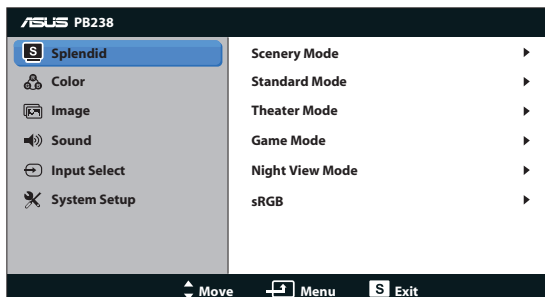 ASUS PB238
S Splendid
Color
Image
Sound
Input Select
System Setup
Scenery Mode
Standard Mode
Theater Mode
Game Mode
Night View Mode
sRGB
Move Menu S Exit